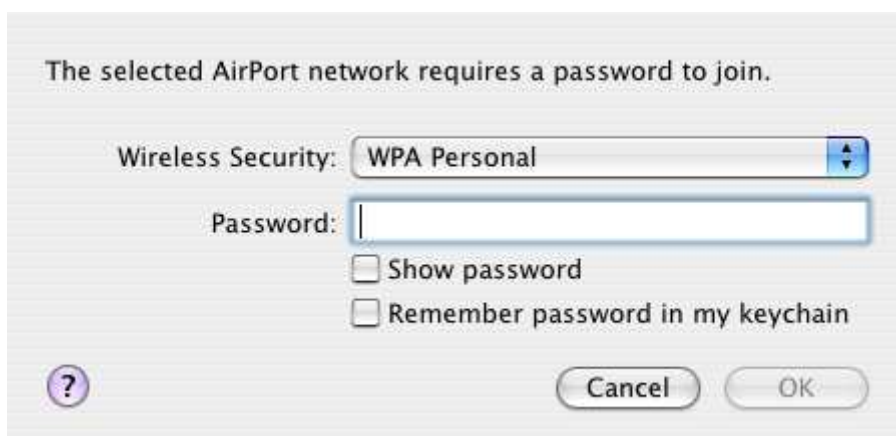 The selected AirPort network requires a password to join.
Wireless Security: WPA Personal
Password:
Show password
Remember password in my keychain
? Cancel OK